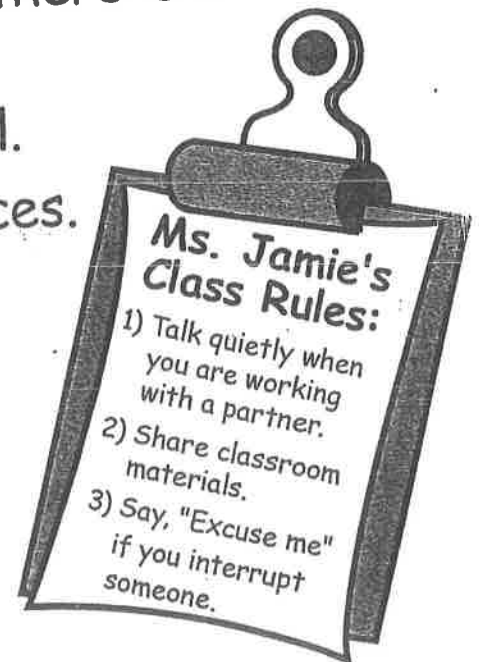 Ms. Jamie's
Class Rules:
1) Talk quietly when
you are working
with a partner.
2) Share classroom
materials.
3) Say, "Excuse me"
if you interrupt
someone.